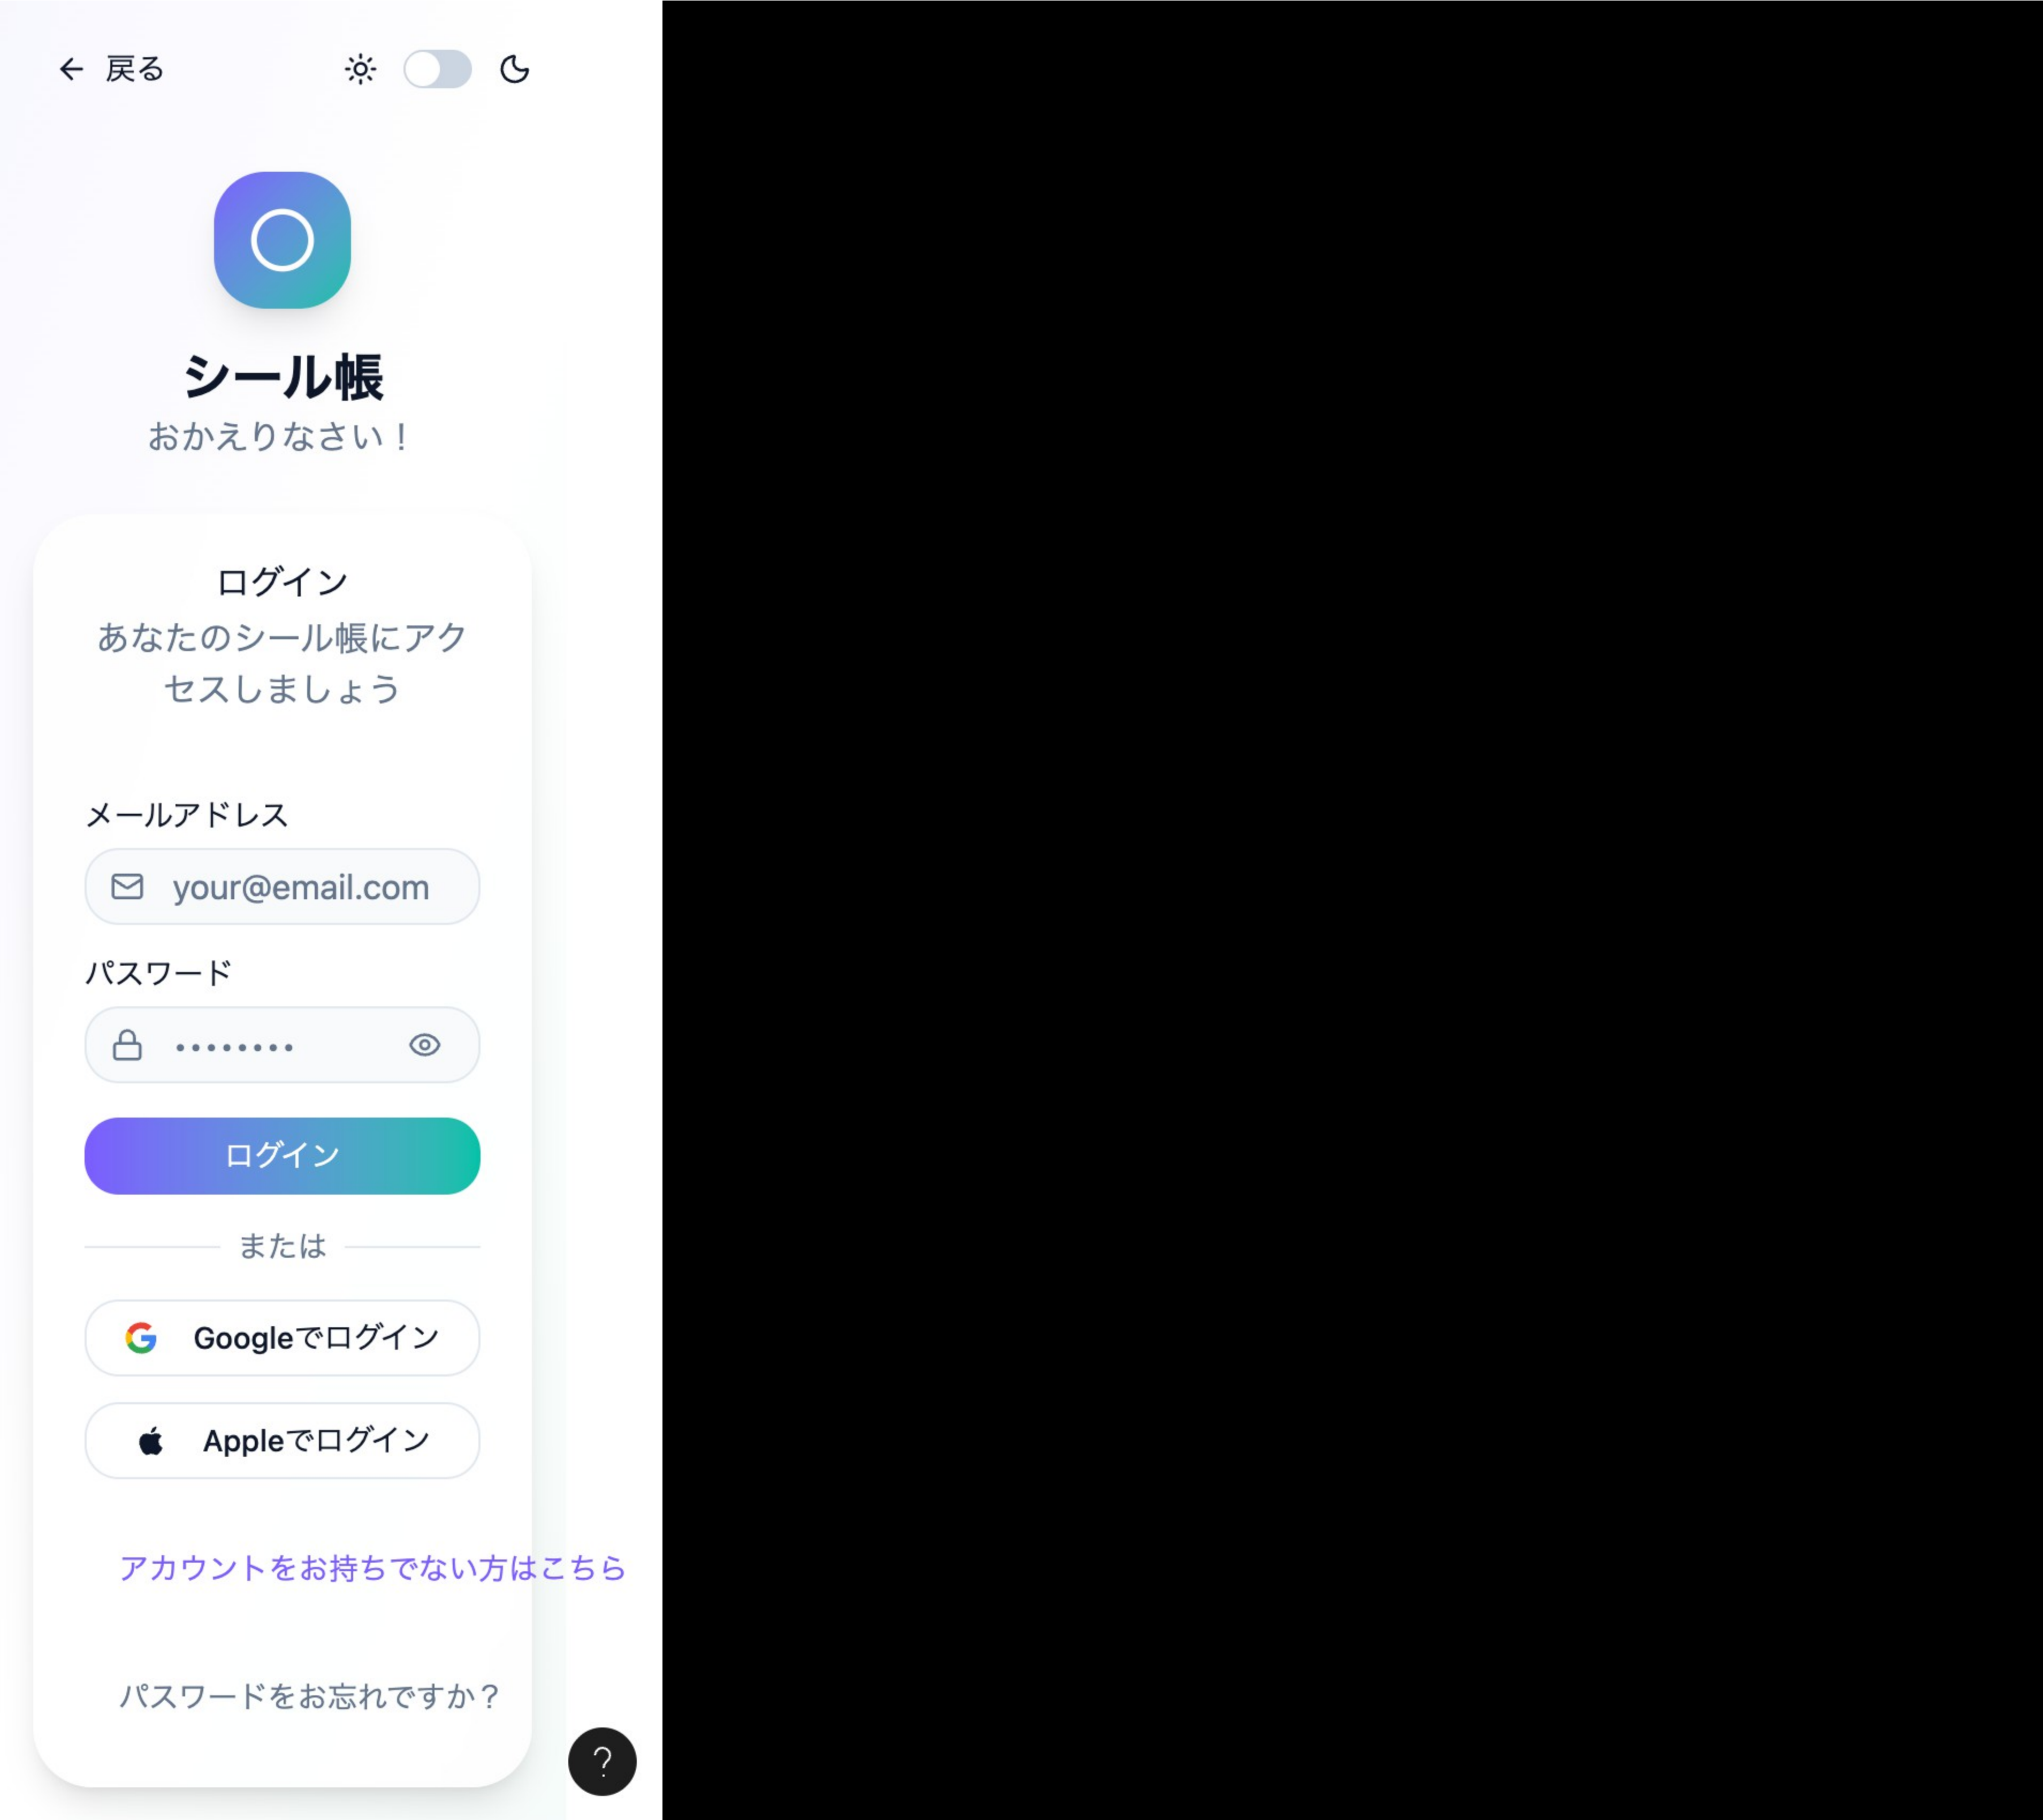 戻る
シール帳
おかえりなさい！
ログイン
あなたのシール帳にアク
セスしましょう
メールアドレス
your@email.com
パスワード
••••••••
ログイン
または
Googleでログイン
Appleでログイン
アカウントをお持ちでない方はこちら
パスワードをお忘れですか？
?